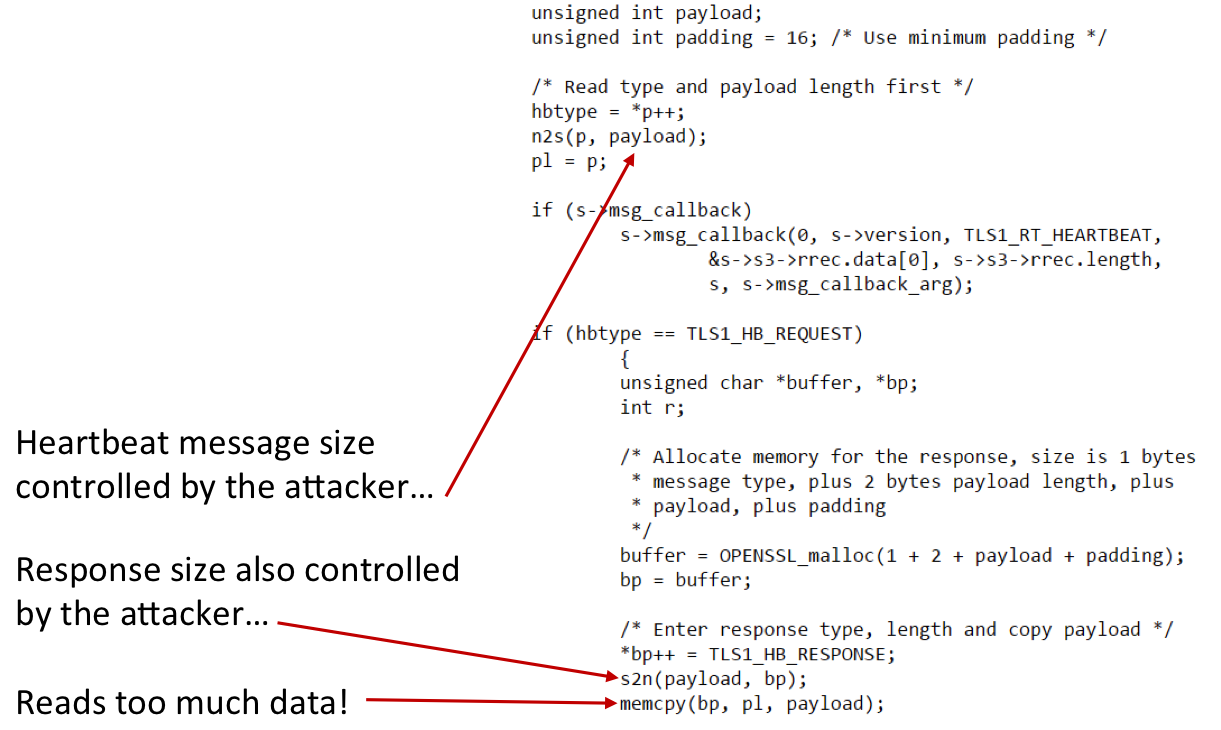 unsigned int payload;
unsigned int padding = 16; /* Use minimum padding */
/* Read type and payload length first */
hbtype = *p++;
n2s(p, payload);
pl = p;
if (s->msg_callback)
s->msg_callback(0, s->version, TLS1_RT_HEARTBEAT,
&s->s3->rrec.data[0], s->s3->rrec.length,
s, s->msg_callback_arg);
if (hbtype == TLS1_HB_REQUEST)
{
unsigned char *buffer, *bp;
int r;
Heartbeat message size
controlled by the attacker…
/* Allocate memory for the response, size is 1 bytes
* message type, plus 2 bytes payload length, plus
* payload, plus padding
*/
buffer = OPENSSL_malloc(1 + 2 + payload + padding);
bp = buffer;
Response size also controlled
by the attacker…
/* Enter response type, length and copy payload */
*bp++ = TLS1_HB_RESPONSE;
s2n(payload, bp);
memcpy(bp, pl, payload);
Reads too much data!